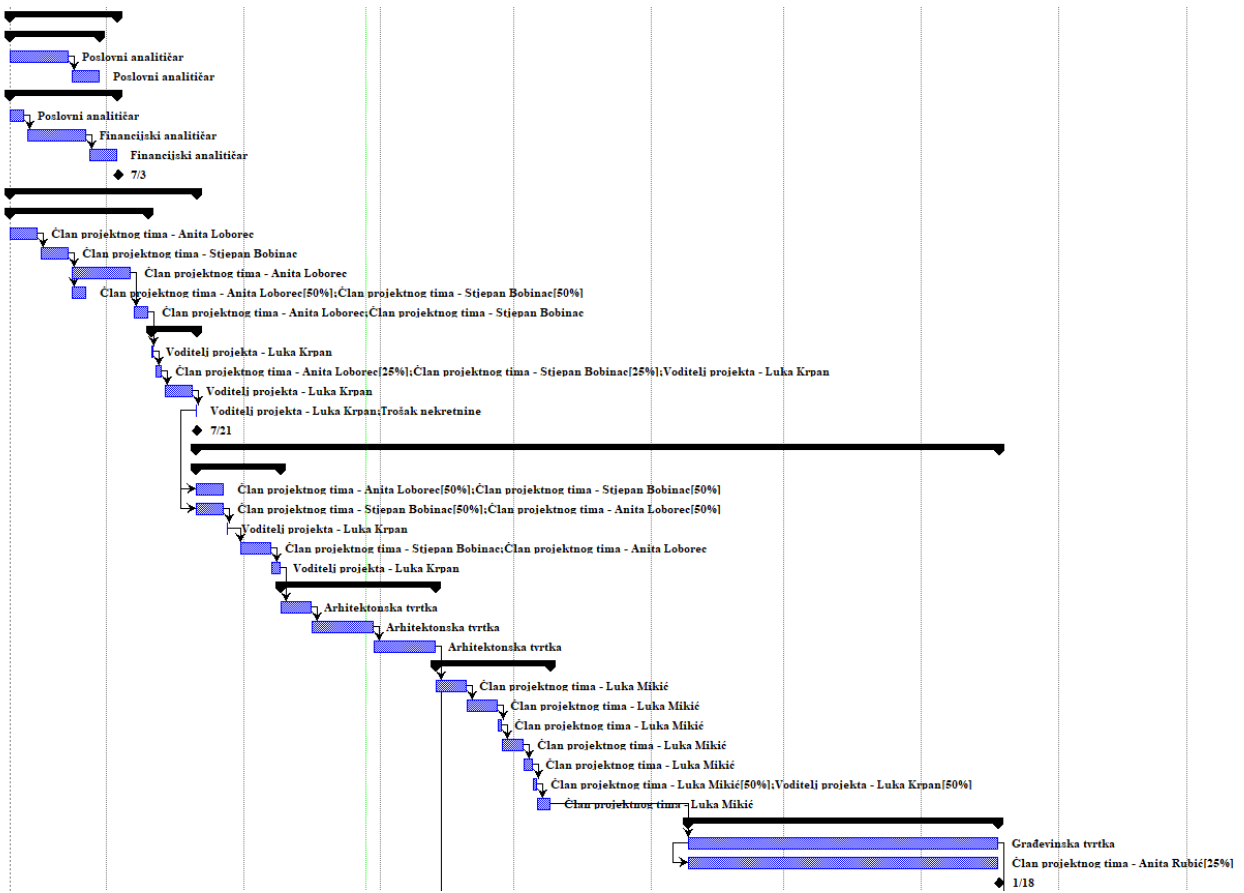 Poslovni analitičar
Poslovni analitičar
Poslovni analitičar
Financijski analitičar
Financijski analitičar
7/3
Član projektnog tima - Anita Loborec
Član projektnog tima - Stjepan Bobinac
Član projektnog tima - Anita Loborec
Član projektnog tima - Anita Loborec[50%];Član projektnog tima - Stjepan Bobinac[50%]
Član projektnog tima - Anita Loborec;Član projektnog tima - Stjepan Bobinac
Voditelj projekta - Luka Krpan
Član projektnog tima - Anita Loborec[25%];Član projektnog tima - Stjepan Bobinac[25%];Voditelj projekta - Luka Krpan
Voditelj projekta - Luka Krpan
Voditelj projekta - Luka Krpan;Trošak nekretnine
7/21
Član projektnog tima - Anita Loborec[50%];Član projektnog tima - Stjepan Bobinac[50%]
Član projektnog tima - Stjepan Bobinac[50%];Član projektnog tima - Anita Loborec[50%]
Voditelj projekta - Luka Krpan
Član projektnog tima - Stjepan Bobinac;Član projektnog tima - Anita Loborec
Voditelj projekta - Luka Krpan
Arhitektonska tvrtka
Arhitektonska tvrtka
Arhitektonska tvrtka
Član projektnog tima - Luka Mikić
Član projektnog tima - Luka Mikić
Član projektnog tima - Luka Mikić
Član projektnog tima - Luka Mikić
Član projektnog tima - Luka Mikić
Član projektnog tima - Luka Mikić[50%];Voditelj projekta - Luka Krpan[50%]
Član projektnog tima - Luka Mikić
Građevinska tvrtka
Član projektnog tima - Anita Rubić[25%]
1/18